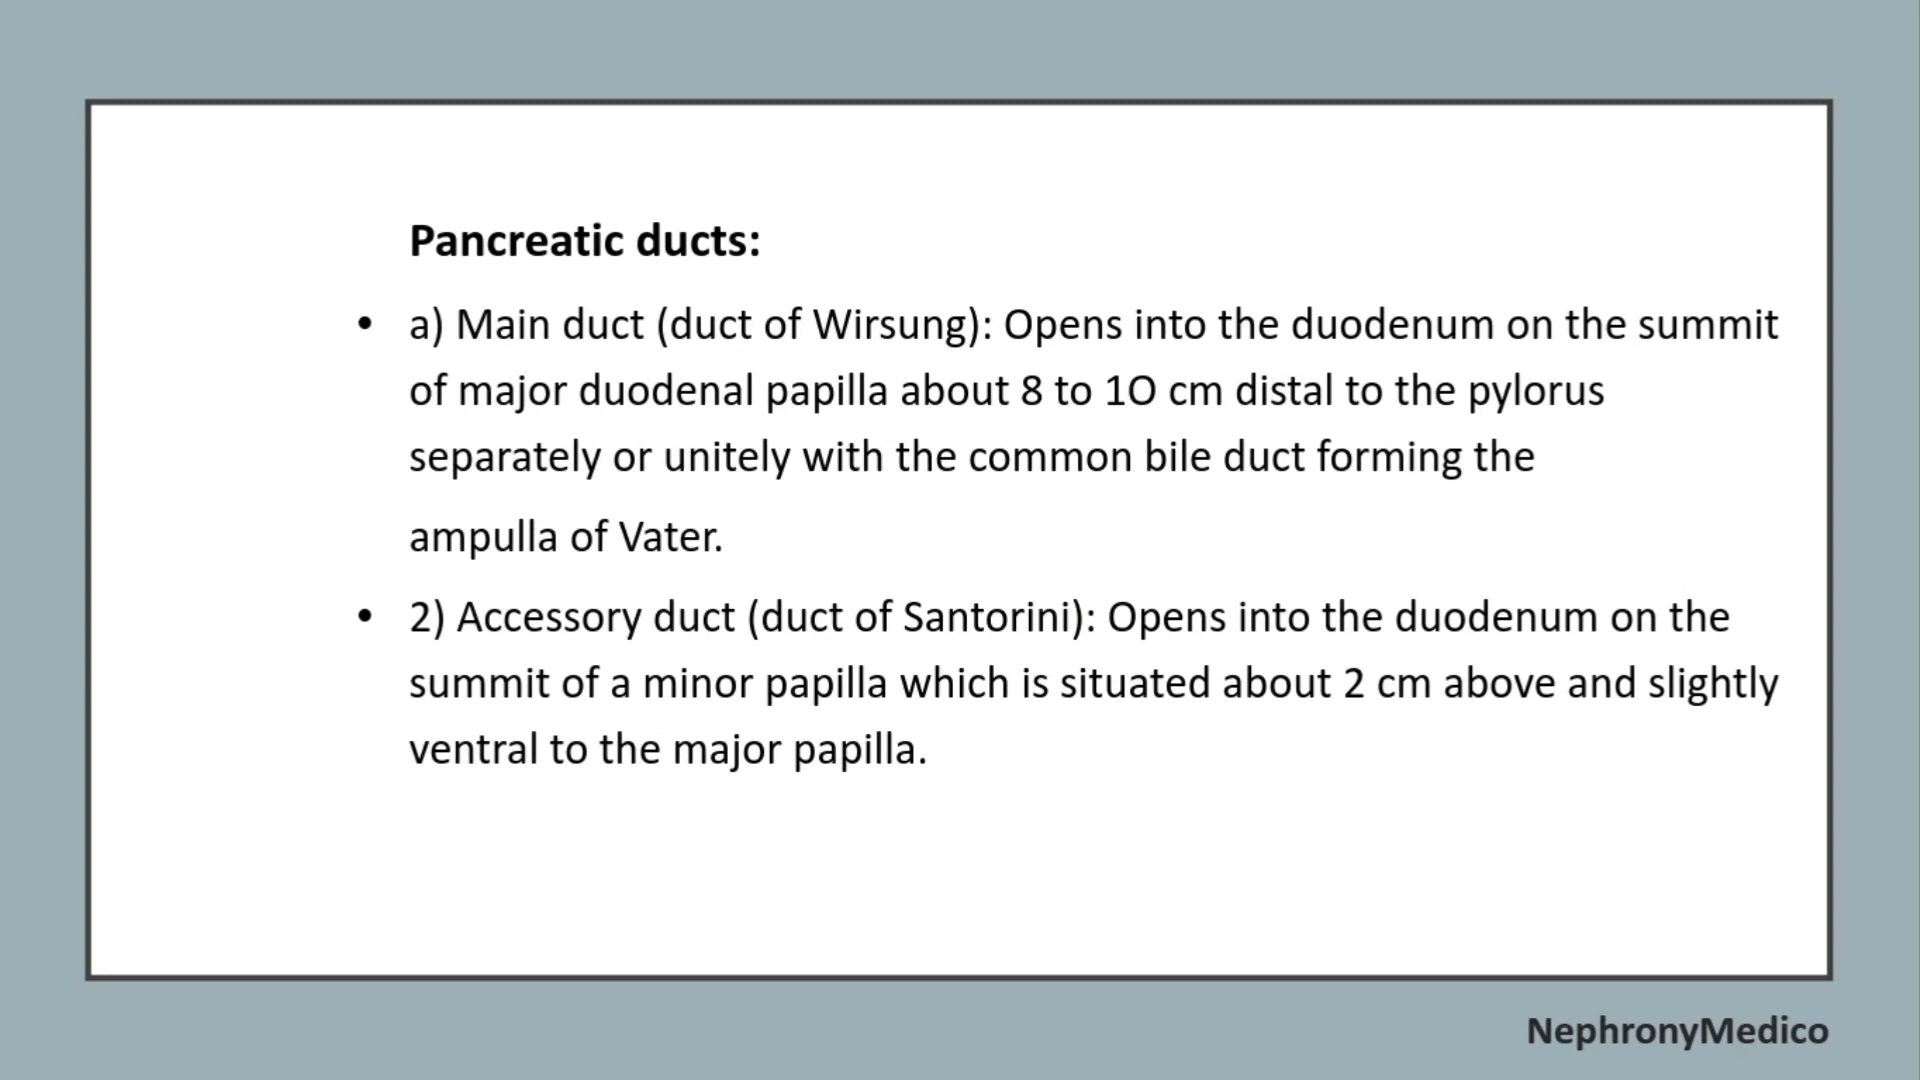 Pancreatic ducts:
• a) Main duct (duct of Wirsung): Opens into the duodenum on the summit
of major duodenal papilla about 8 to 1O cm distal to the pylorus
separately or unitely with the common bile duct forming the
ampulla of Vater.
• 2) Accessory duct (duct of Santorini): Opens into the duodenum on the
summit of a minor papilla which is situated about 2 cm above and slightly
ventral to the major papilla.
NephronyMedico